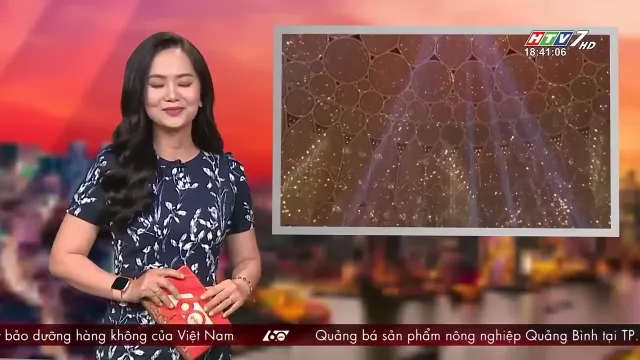 HTV7 HD
18:41:06
bảo dưỡng hàng không của Việt Nam 60 Quảng bá sản phẩm nông nghiệp Quảng Bình tại TP.